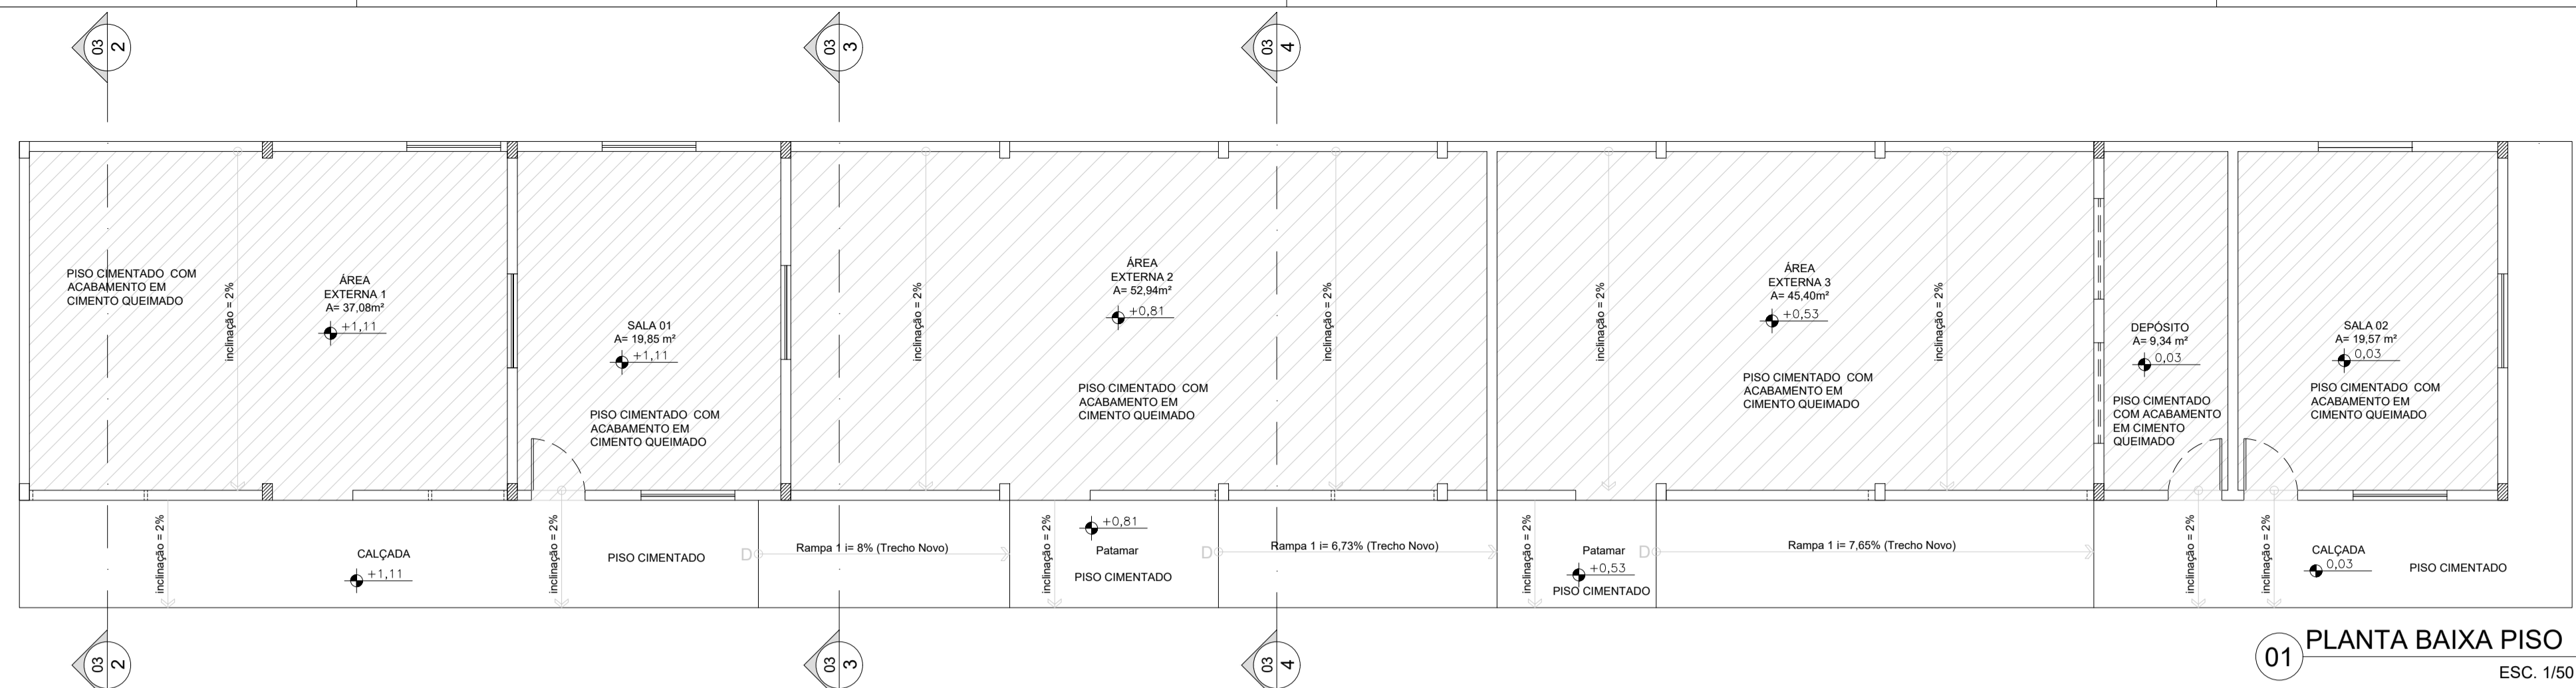 03
2
03
3
03
4
PISO CIMENTADO COM
ACABAMENTO EM
CIMENTO QUEIMADO
inclinação = 2%
ÁREA
EXTERNA 1
A= 37,08m²
+1,11
SALA 01
A= 19,85 m²
+1,11
PISO CIMENTADO COM
ACABAMENTO EM
CIMENTO QUEIMADO
inclinação = 2%
ÁREA
EXTERNA 2
A= 52,94m²
+0,81
PISO CIMENTADO COM
ACABAMENTO EM
CIMENTO QUEIMADO
inclinação = 2%
inclinação = 2%
ÁREA
EXTERNA 3
A= 45,40m²
+0,53
PISO CIMENTADO COM
ACABAMENTO EM
CIMENTO QUEIMADO
inclinação = 2%
DEPÓSITO
A= 9,34 m²
0,03
PISO CIMENTADO
COM ACABAMENTO
EM CIMENTO
QUEIMADO
SALA 02
A= 19,57 m²
0,03
PISO CIMENTADO COM
ACABAMENTO EM
CIMENTO QUEIMADO
inclinação = 2%
CALÇADA
+1,11
inclinação = 2%
PISO CIMENTADO
D
Rampa 1 i= 8% (Trecho Novo)
inclinação = 2%
+0,81
Patamar
PISO CIMENTADO
D
Rampa 1 i= 6,73% (Trecho Novo)
inclinação = 2%
Patamar
+0,53
PISO CIMENTADO
D
Rampa 1 i= 7,65% (Trecho Novo)
inclinação = 2%
inclinação = 2%
CALÇADA
0,03
PISO CIMENTADO
03
2
03
3
03
4
01
PLANTA BAIXA PISO
ESC. 1/50